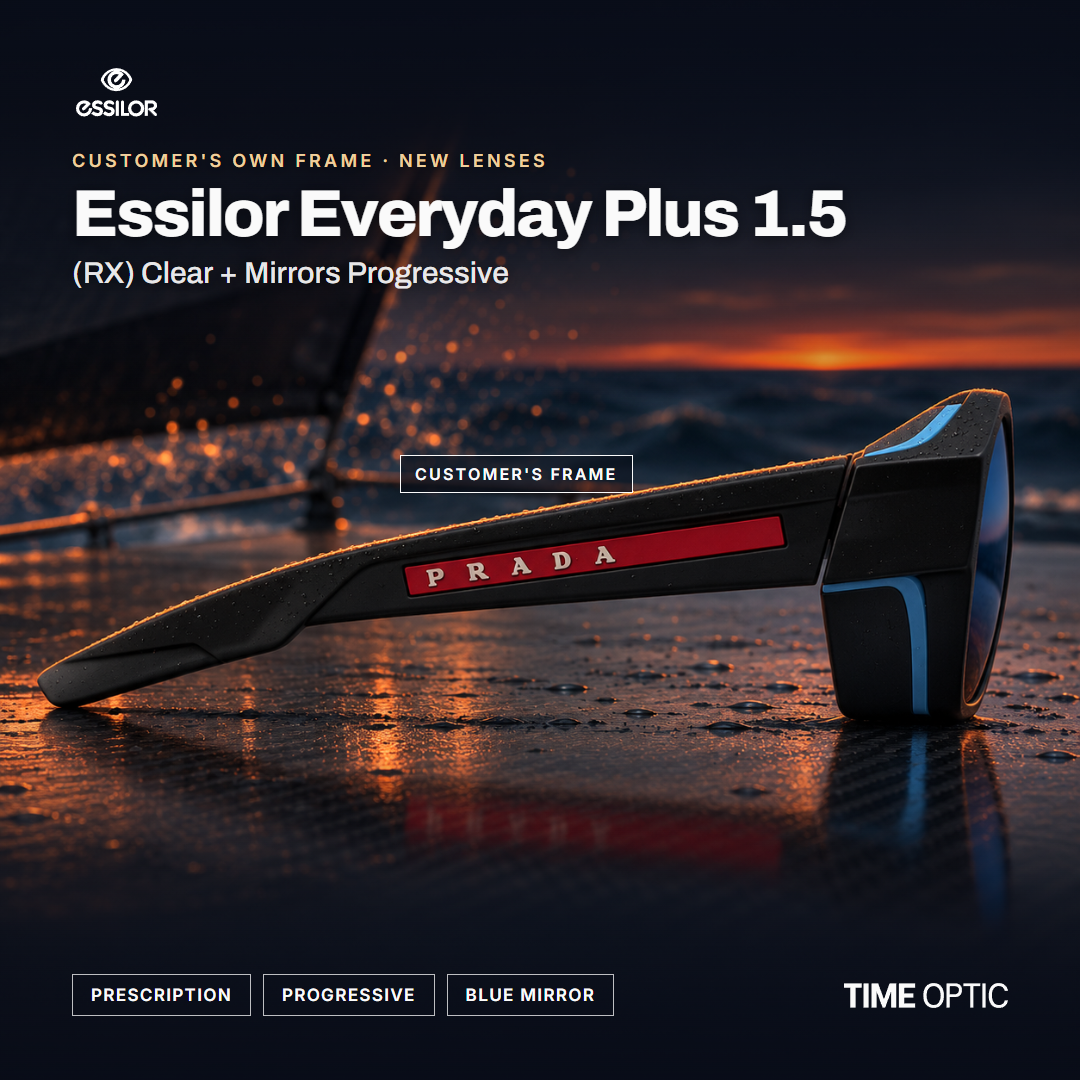 essilor
CUSTOMER'S OWN FRAME · NEW LENSES
Essilor Everyday Plus 1.5
(RX) Clear + Mirrors Progressive
CUSTOMER'S FRAME
PRADA
PRESCRIPTION
PROGRESSIVE
BLUE MIRROR
TIME OPTIC